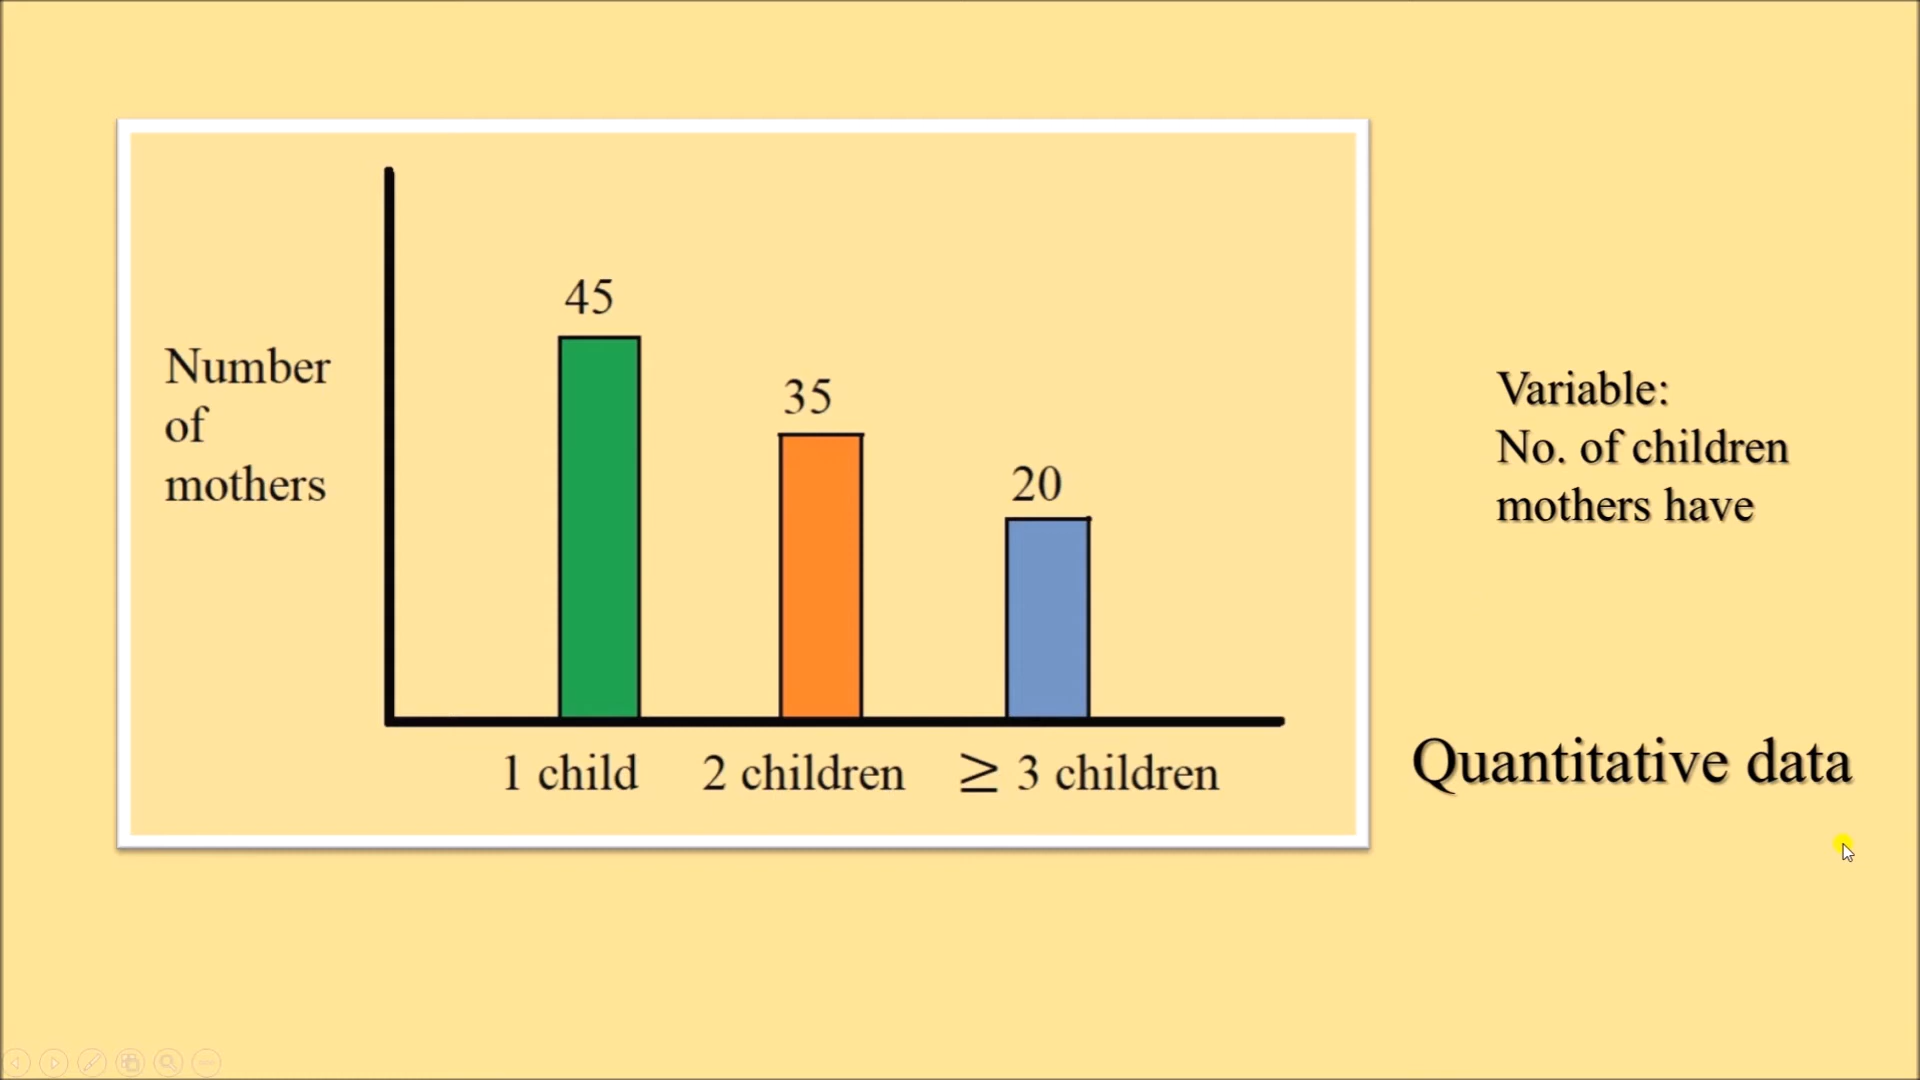 45
35
20
Number
of
mothers
1 child
2 children
≥ 3 children
Variable:
No. of children
mothers have
Quantitative data